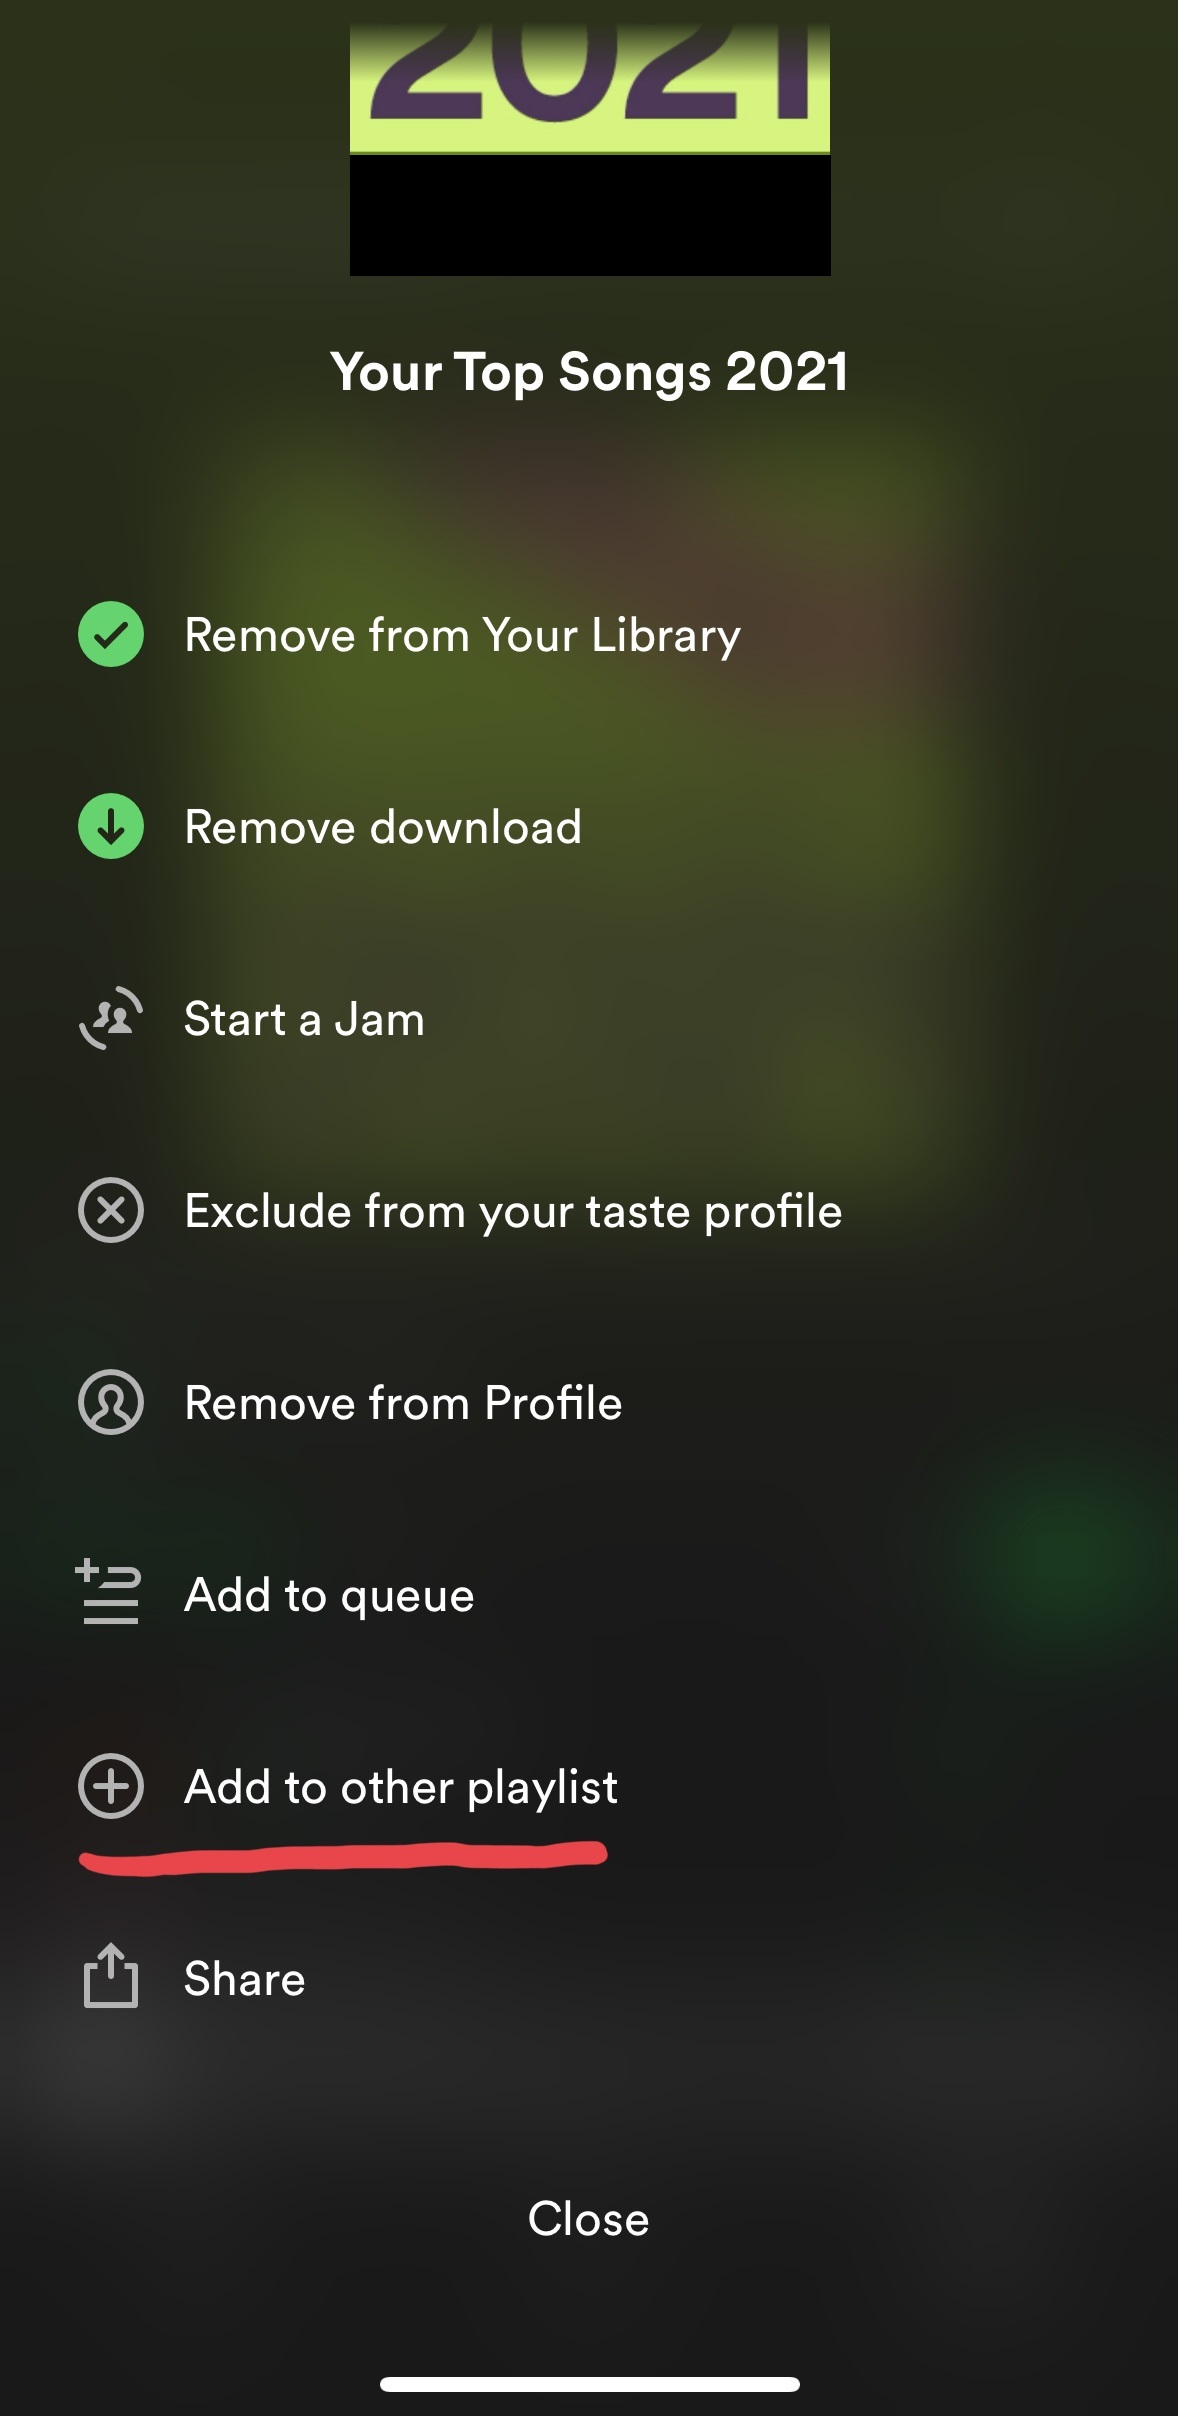 2021
Your Top Songs 2021
Remove from Your Library
Remove download
Start a Jam
Exclude from your taste profile
Remove from Profile
Add to queue
Add to other playlist
Share
Close